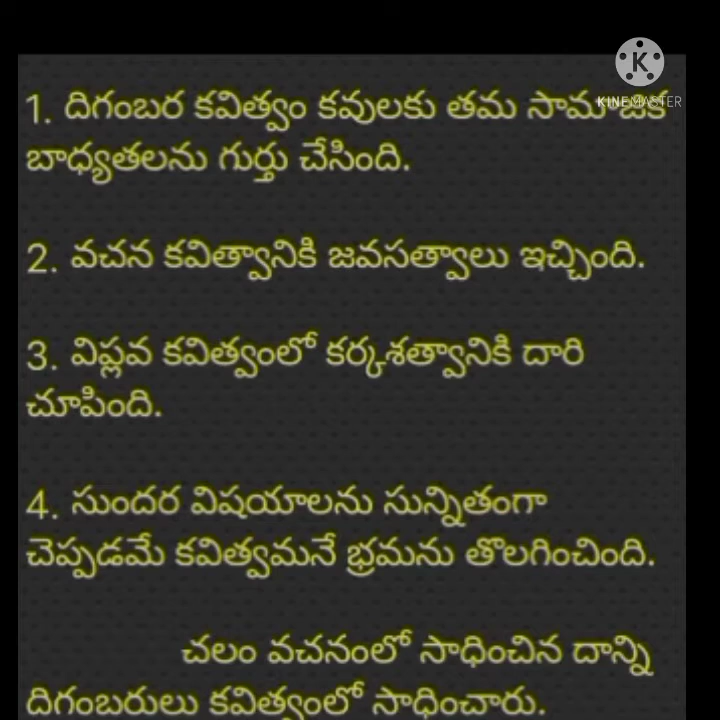 KINEMASTER
1. దిగంబర కవిత్వం కవులకు తమ సామాజిక
బాధ్యతలను గుర్తు చేసింది.
2. వచన కవిత్వానికి జవసత్వాలు ఇచ్చింది.
3. విప్లవ కవిత్వంలో కర్కశత్వానికి దారి
చూపింది.
4. సుందర విషయాలను సున్నితంగా
చెప్పడమే కవిత్వమనే భ్రమను తొలగించింది.
చలం వచనంలో సాధించిన దాన్ని
దిగంబరులు కవిత్వంలో సాధించారు.